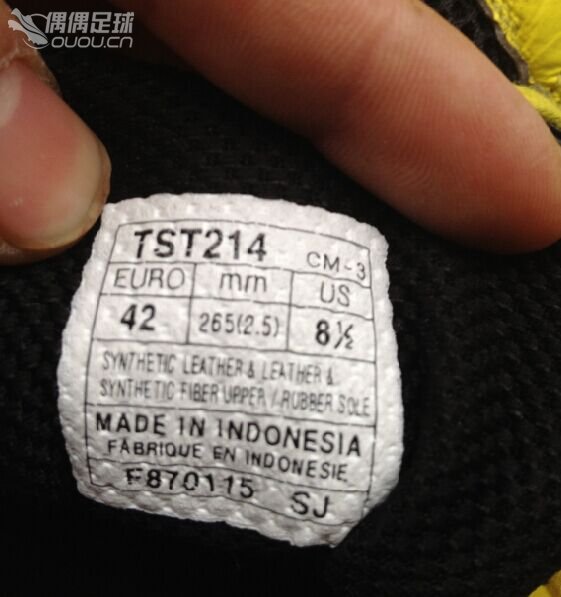 偶偶足球
ouou.cn
TST214 CM-3
EURO mm US
42 265(2.5) 8½
SYNTHETIC LEATHER & LEATHER &
SYNTHETIC FIBER UPPER / RUBBER SOLE
MADE IN INDONESIA
FABRIQUE EN INDONESIE
F870115 SJ